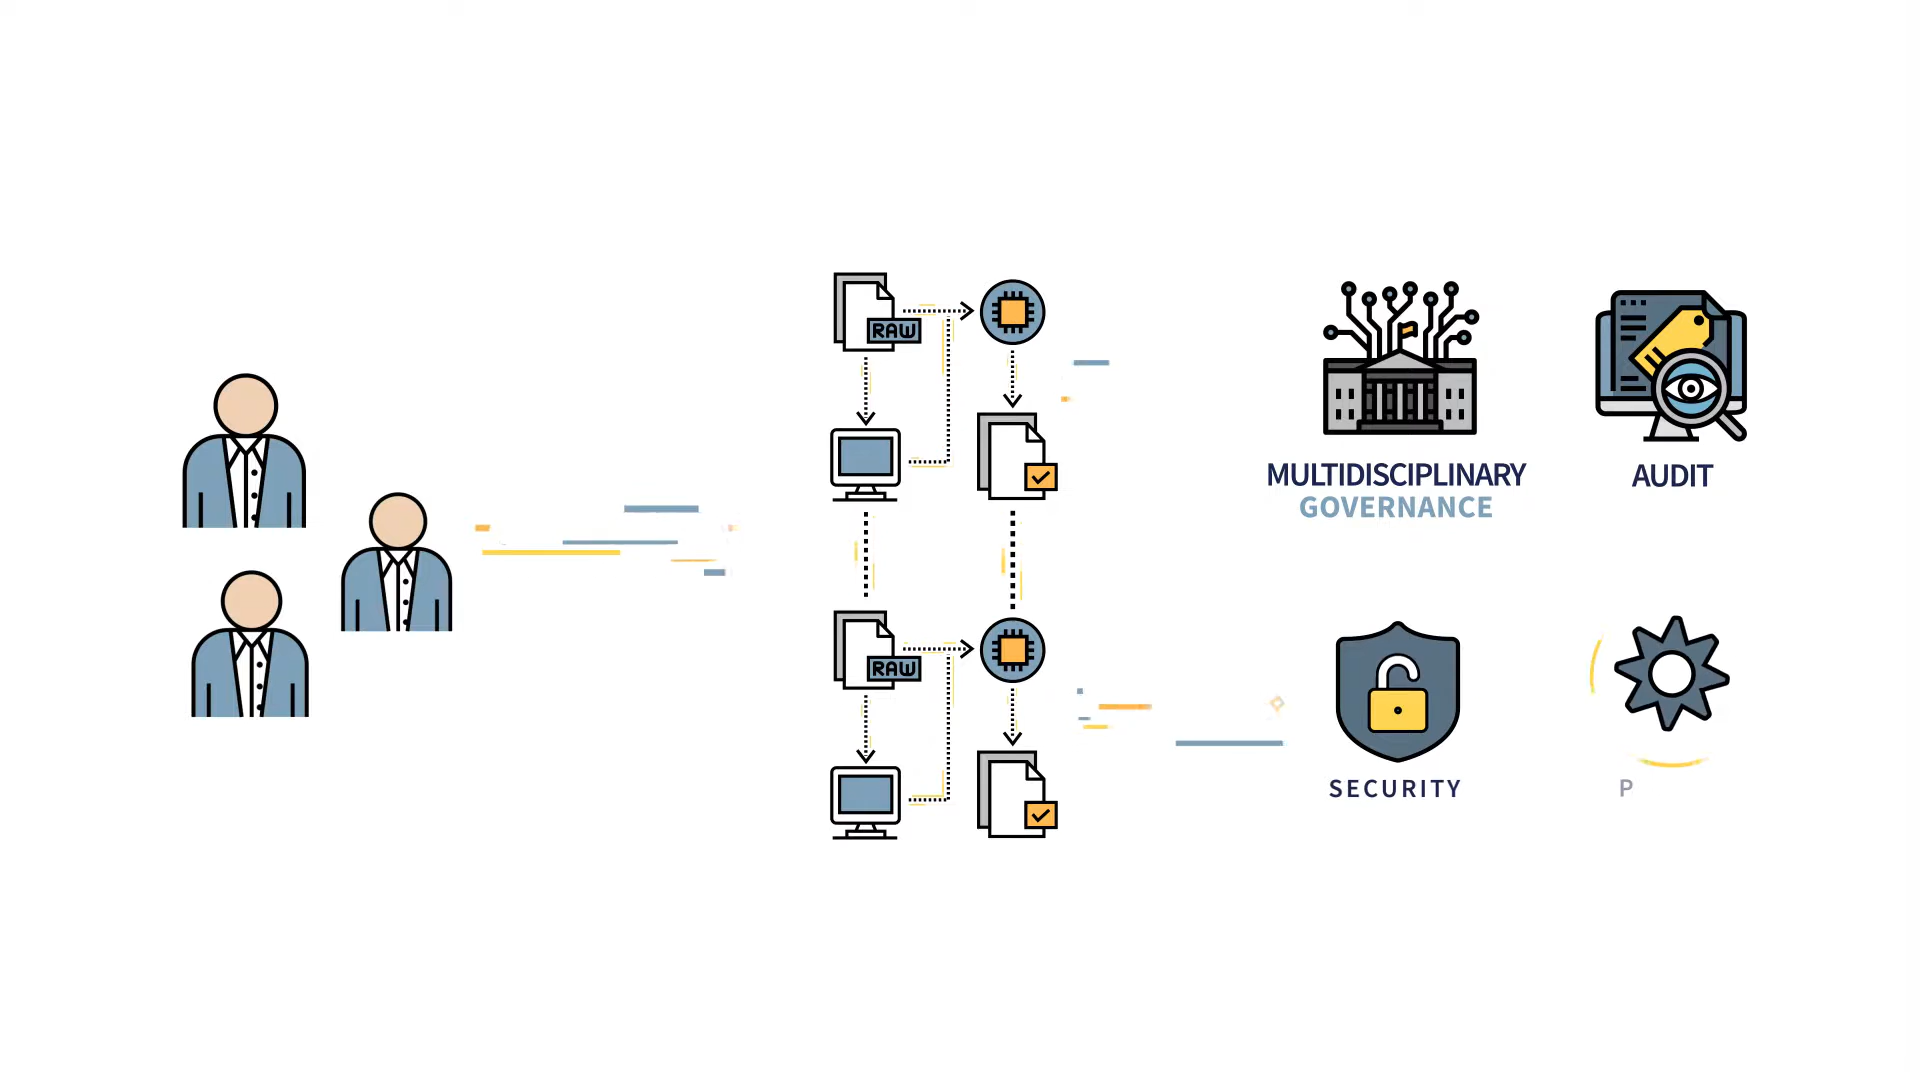 RAW
MULTIDISCIPLINARY
GOVERNANCE
AUDIT
RAW
SECURITY
P